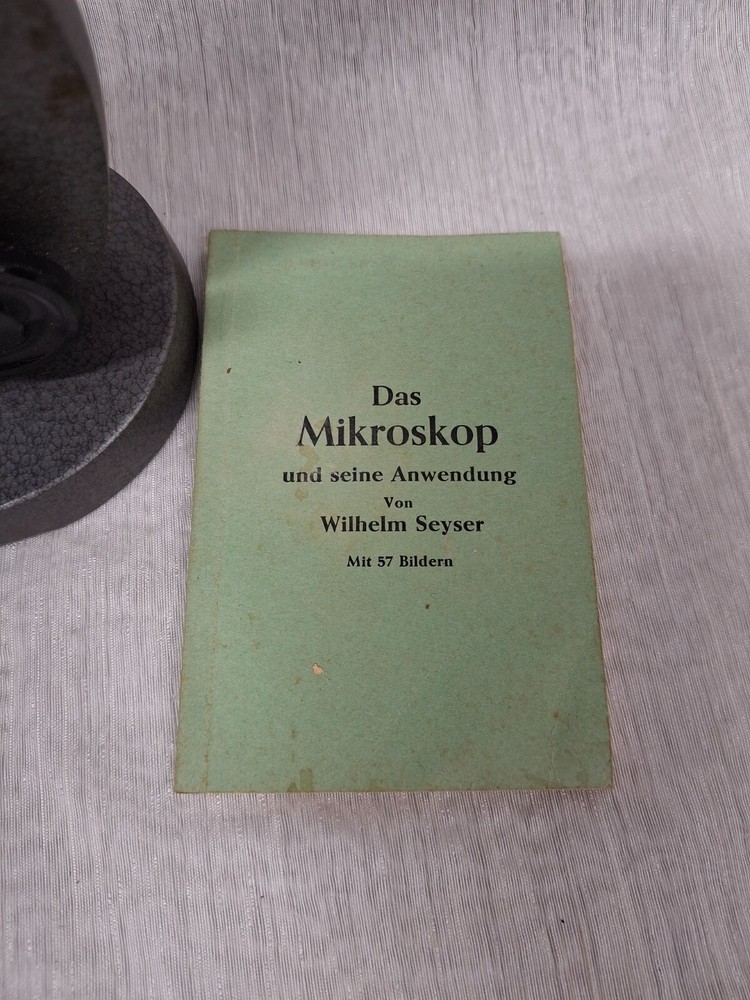 Das
Mikroskop
und seine Anwendung
Von
Wilhelm Seyser
Mit 57 Bildern